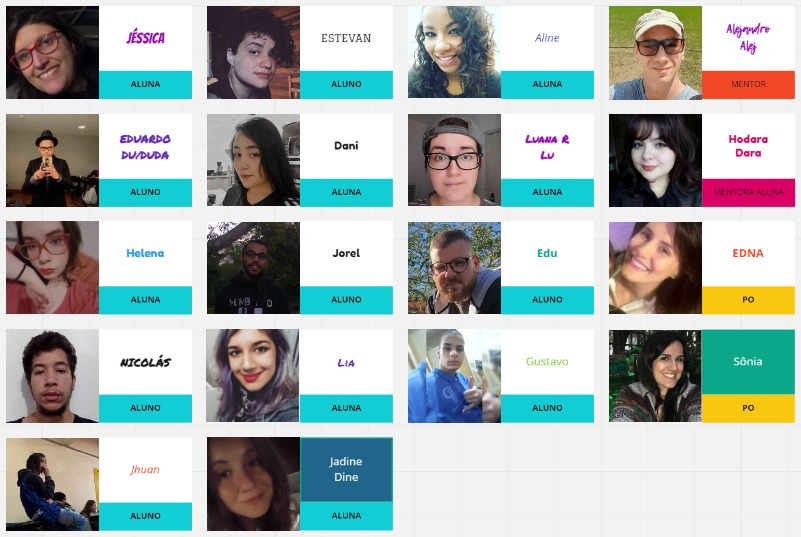 JÉSSICA
ALUNA
ESTEVAN
ALUNO
Aline
ALUNA
Alejandro
Alej
MENTOR
EDUARDO
DU/DUDA
ALUNO
Dani
ALUNA
Luana R
Lu
ALUNA
Hodara
Dara
MENTORA ALUNA
Helena
ALUNA
Jorel
ALUNO
Edu
ALUNO
EDNA
PO
NICOLÁS
ALUNO
Lia
ALUNA
Gustavo
ALUNO
Sônia
PO
Jhuan
ALUNO
Jadine
Dine
ALUNA